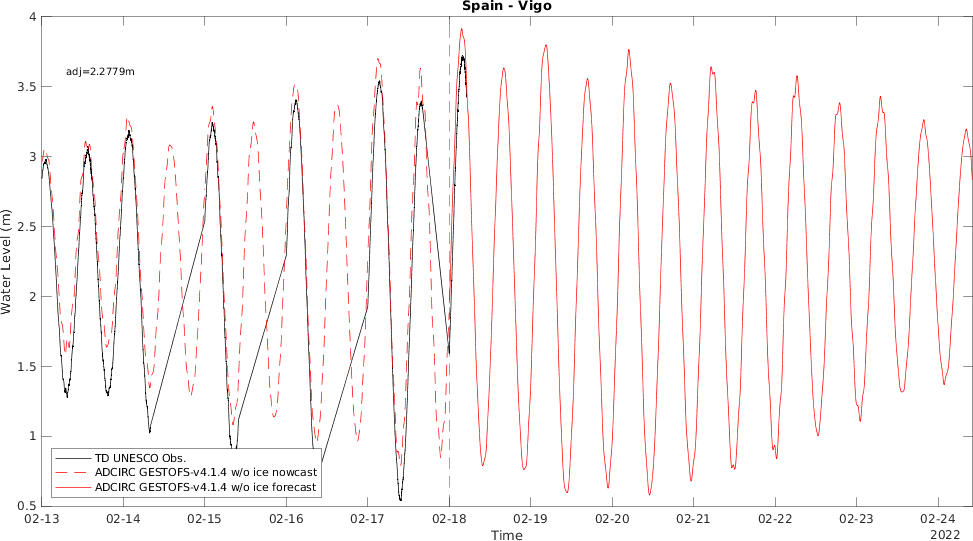 Spain - Vigo
adj=2.2779m
4
3.5
3
2.5
2
1.5
1
0.5
Water Level (m)
TD UNESCO Obs.
ADCIRC GESTOFS-v4.1.4 w/o ice nowcast
ADCIRC GESTOFS-v4.1.4 w/o ice forecast
02-13 02-14 02-15 02-16 02-17 02-18 02-19 02-20 02-21 02-22 02-23 02-24
Time
2022